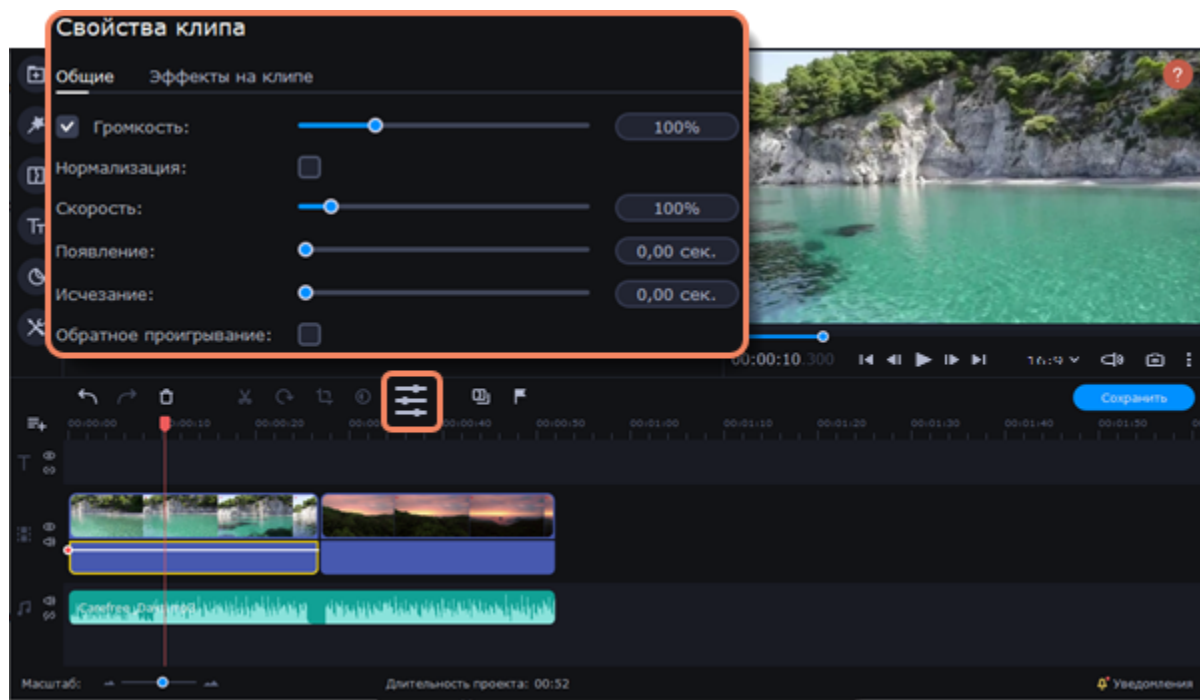 Свойства клипа
Общие Эффекты на клипе
?
Громкость: 100%
Нормализация:
Скорость: 100%
Появление: 0,00 сек.
Исчезание: 0,00 сек.
Обратное проигрывание:
00:00:10.300 16:9
Сохранить
00:00:00 00:00:10 00:00:20 00:00:40 00:00:50 00:01:00 00:01:10 00:01:20 00:01:30 00:01:40 00:01:50
Масштаб: Длительность проекта: 00:52 Уведомления